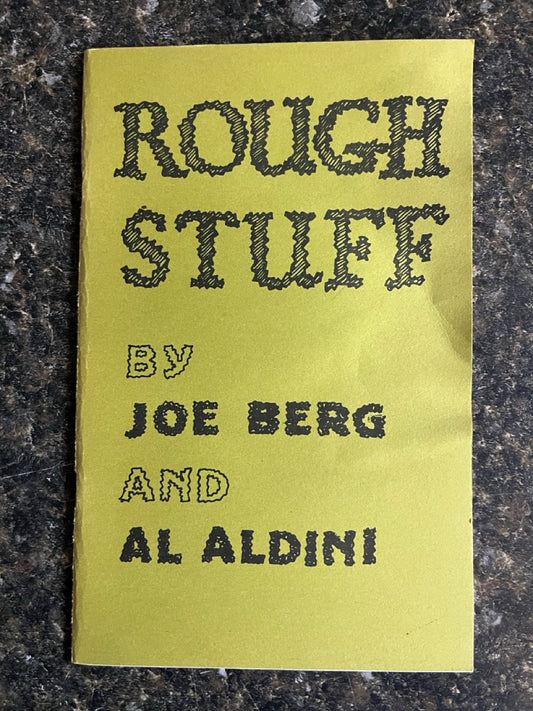 ROUGH
STUFF
BY
JOE BERG
AND
AL ALDINI